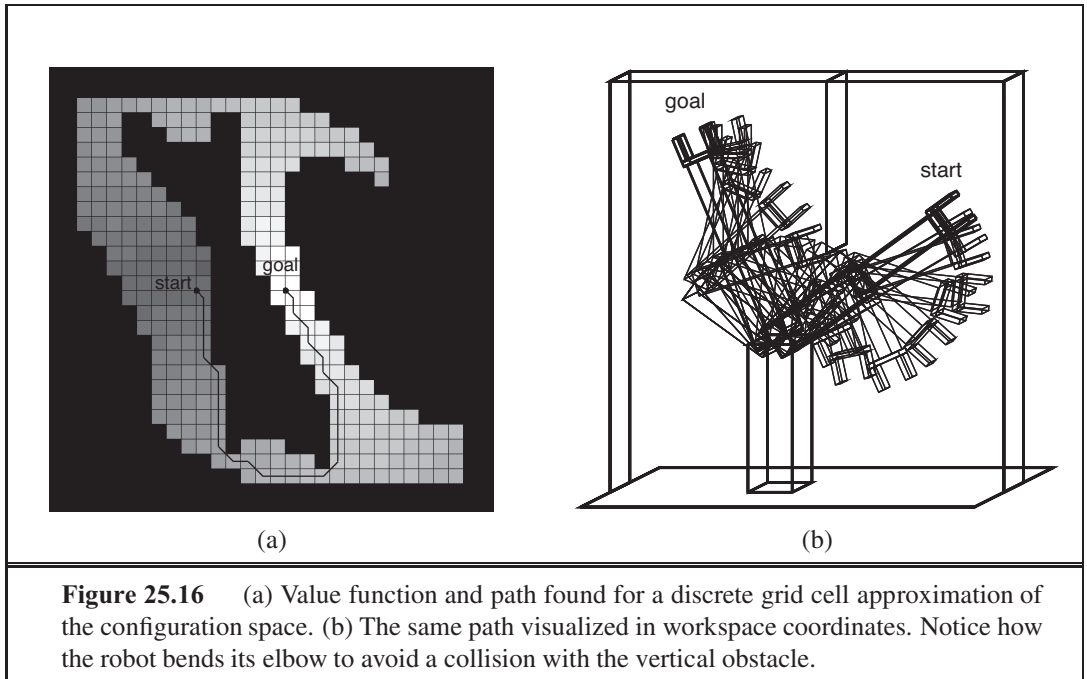 goal
start
goal
start
(a)
(b)
Figure 25.16 (a) Value function and path found for a discrete grid cell approximation of
the configuration space. (b) The same path visualized in workspace coordinates. Notice how
the robot bends its elbow to avoid a collision with the vertical obstacle.